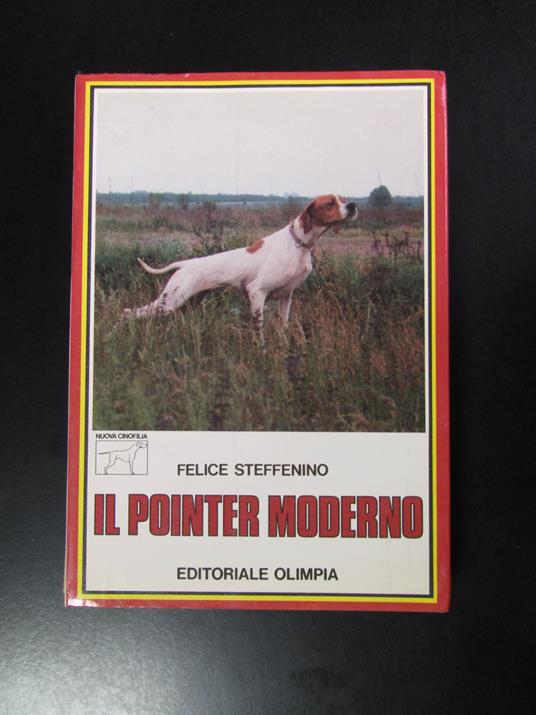 NUOVA CINOFILIA
FELICE STEFFENINO
IL POINTER MODERNO
EDITORIALE OLIMPIA